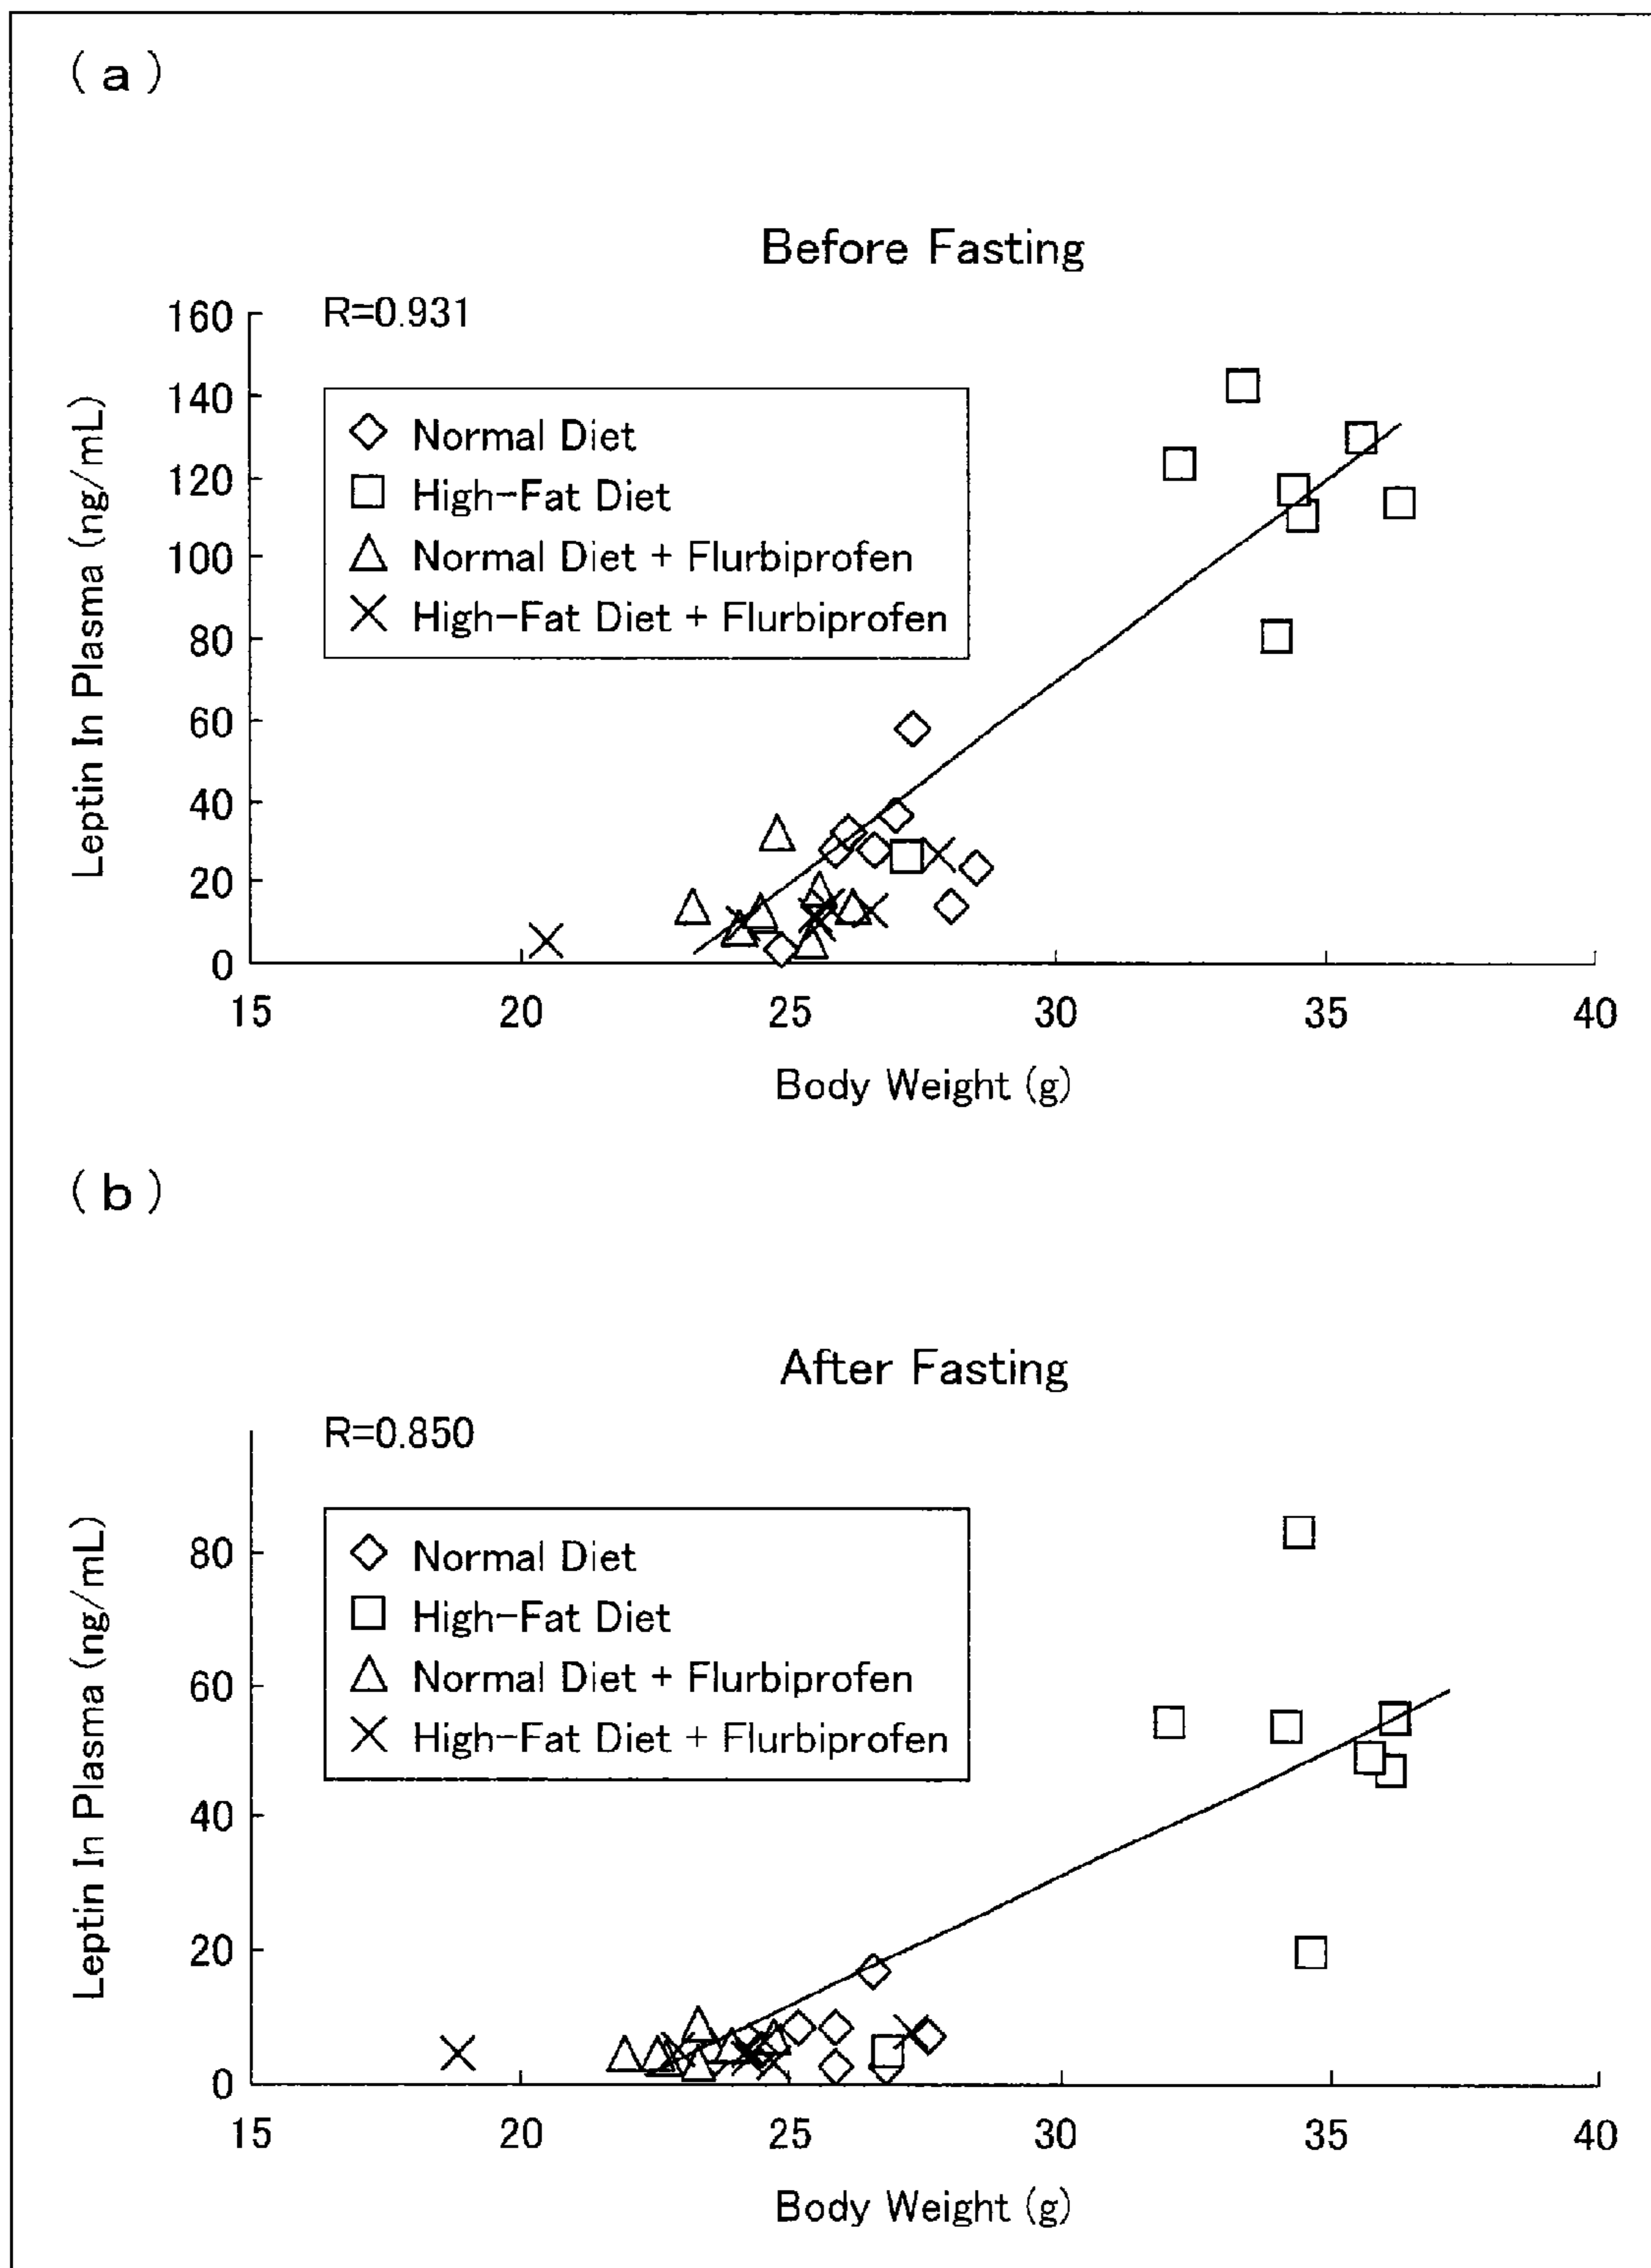 (a)
Before Fasting
R=0.931
160
140
120
100
80
60
40
20
0
Leptin In Plasma (ng/mL)
Normal Diet
High-Fat Diet
Normal Diet + Flurbiprofen
High-Fat Diet + Flurbiprofen
15 20 25 30 35 40
Body Weight (g)
(b)
After Fasting
R=0.850
80
60
40
20
0
Leptin In Plasma (ng/mL)
Normal Diet
High-Fat Diet
Normal Diet + Flurbiprofen
High-Fat Diet + Flurbiprofen
15 20 25 30 35 40
Body Weight (g)